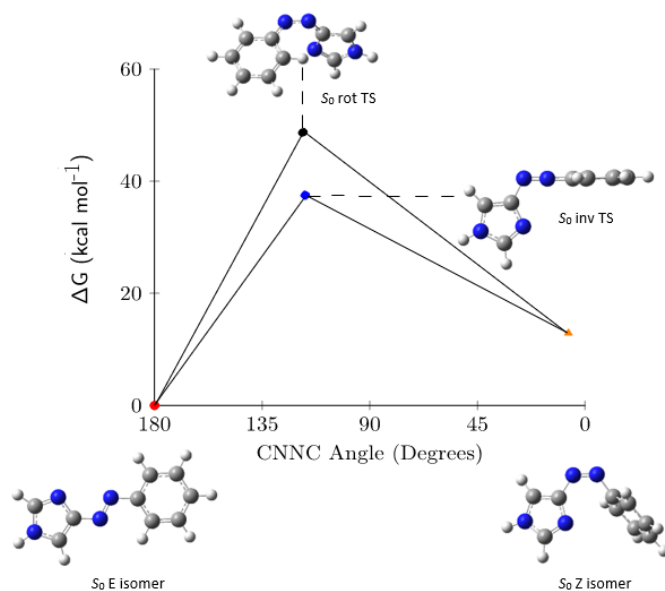 S₀ rot TS
S₀ inv TS
ΔG (kcal mol⁻¹)
60
40
20
0
180
135
90
45
0
CNNC Angle (Degrees)
S₀ E isomer
S₀ Z isomer